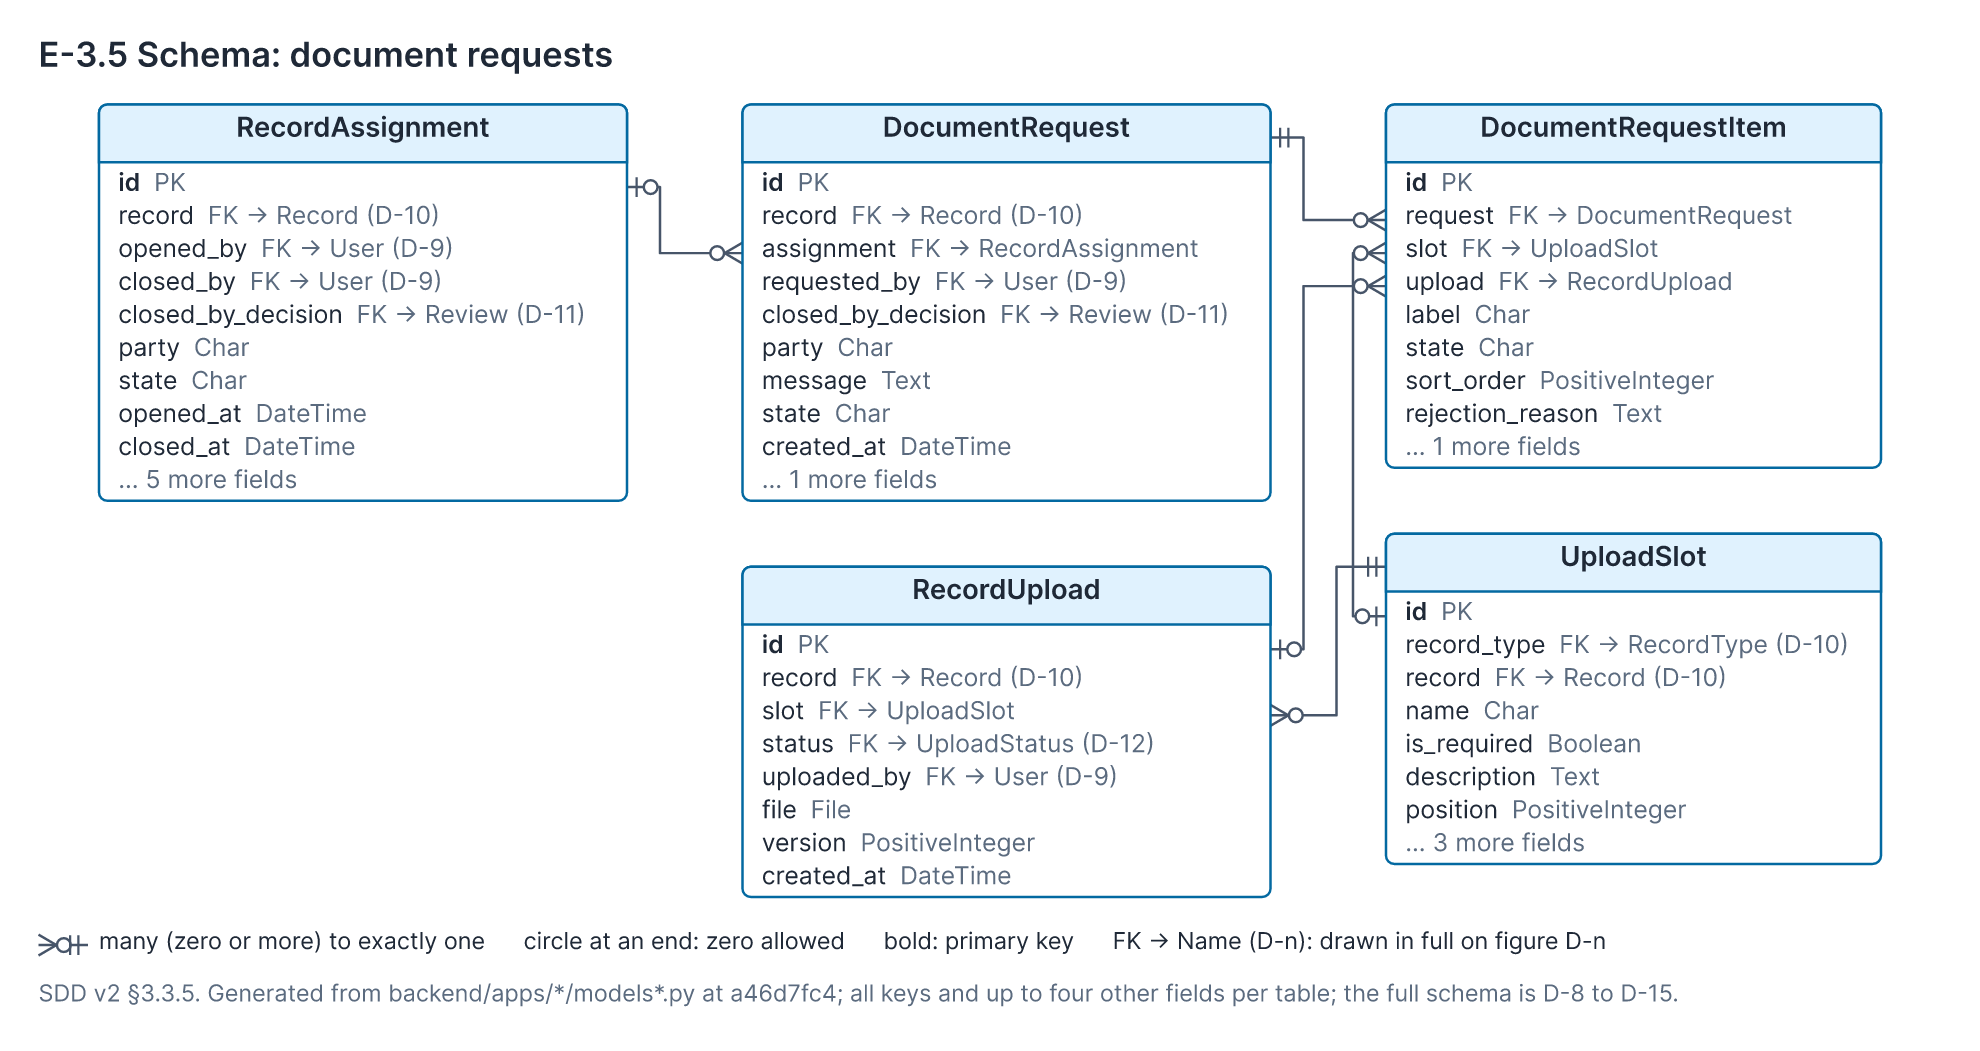 E-3.5 Schema: document requests
RecordAssignment
id PK
record FK → Record (D-10)
opened_by FK → User (D-9)
closed_by FK → User (D-9)
closed_by_decision FK → Review (D-11)
party Char
state Char
opened_at DateTime
closed_at DateTime
... 5 more fields
DocumentRequest
id PK
record FK → Record (D-10)
assignment FK → RecordAssignment
requested_by FK → User (D-9)
closed_by_decision FK → Review (D-11)
party Char
message Text
state Char
created_at DateTime
... 1 more fields
DocumentRequestItem
id PK
request FK → DocumentRequest
slot FK → UploadSlot
upload FK → RecordUpload
label Char
state Char
sort_order PositiveInteger
rejection_reason Text
... 1 more fields
RecordUpload
id PK
record FK → Record (D-10)
slot FK → UploadSlot
status FK → UploadStatus (D-12)
uploaded_by FK → User (D-9)
file File
version PositiveInteger
created_at DateTime
UploadSlot
id PK
record_type FK → RecordType (D-10)
record FK → Record (D-10)
name Char
is_required Boolean
description Text
position PositiveInteger
... 3 more fields
many (zero or more) to exactly one circle at an end: zero allowed bold: primary key FK → Name (D-n): drawn in full on figure D-n
SDD v2 §3.3.5. Generated from backend/apps/*/models*.py at a46d7fc4; all keys and up to four other fields per table; the full schema is D-8 to D-15.